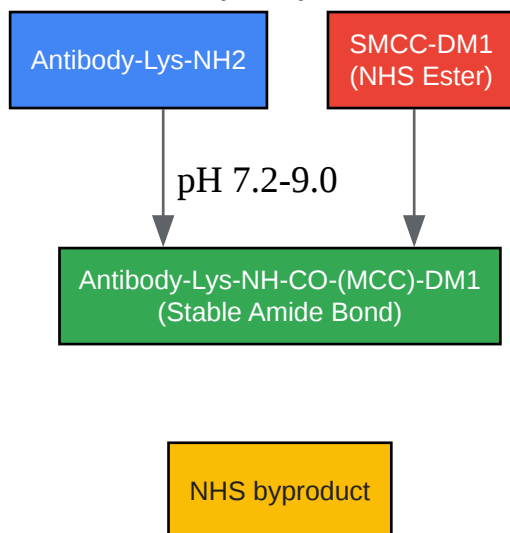 Antibody-Lys-NH2
SMCC-DM1
(NHS Ester)
pH 7.2-9.0
Antibody-Lys-NH-CO-(MCC)-DM1
(Stable Amide Bond)
NHS byproduct